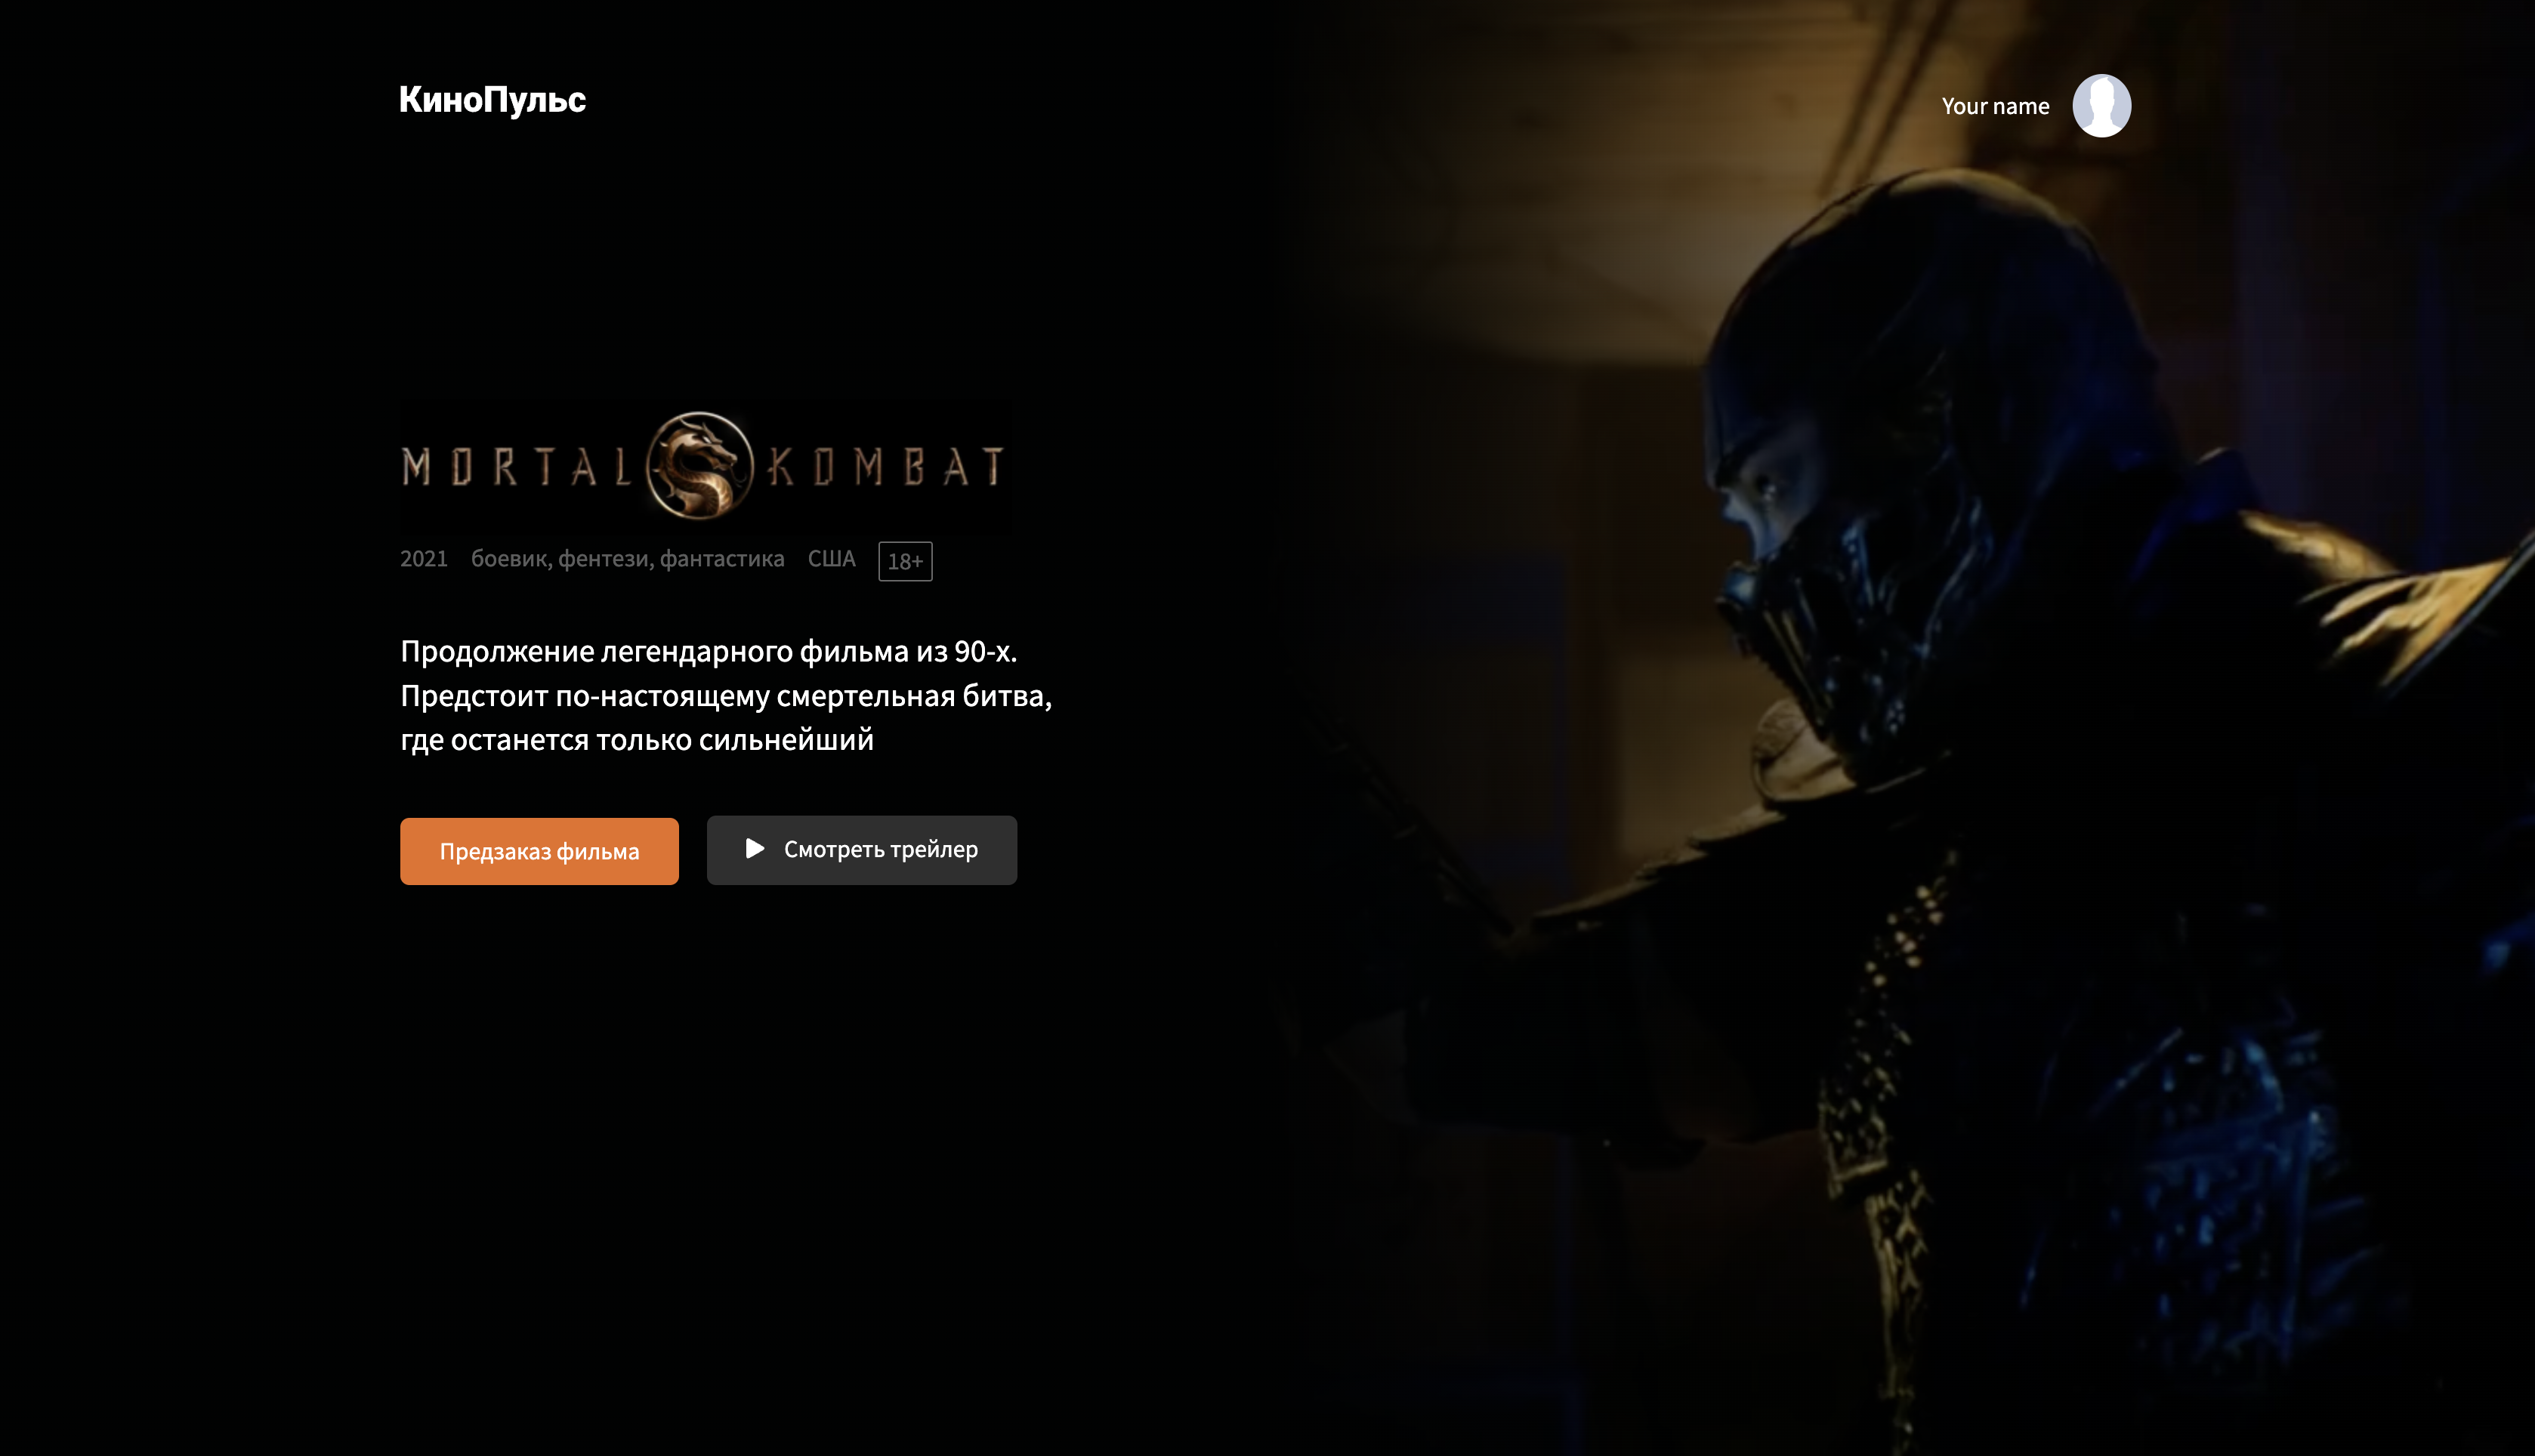 КиноПульс
Your name
MORTAL KOMBAT
2021 боевик, фентези, фантастика США 18+
Продолжение легендарного фильма из 90-х.
Предстоит по-настоящему смертельная битва,
где останется только сильнейший
Предзаказ фильма
Смотреть трейлер